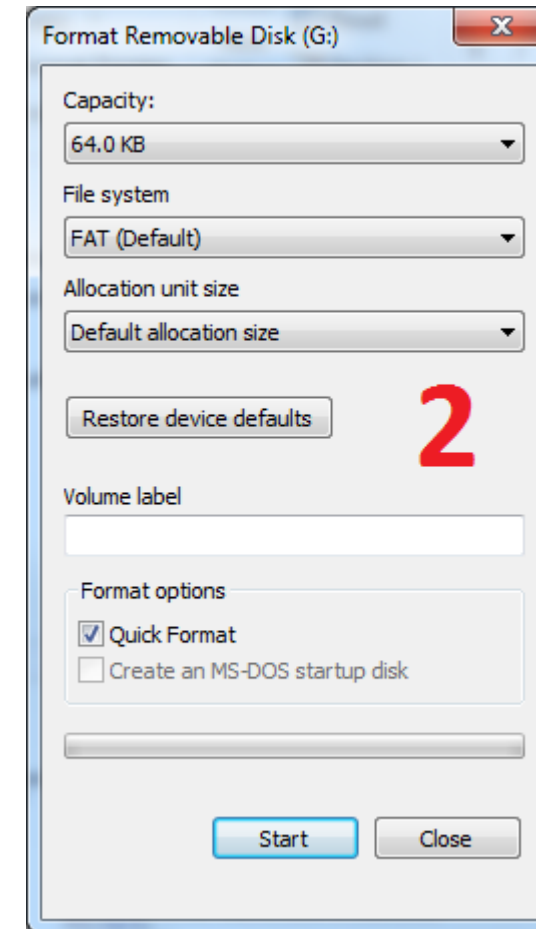 Format Removable Disk (G:)
Capacity:
64.0 KB
File system
FAT (Default)
Allocation unit size
Default allocation size
Restore device defaults
2
Volume label
Format options
Quick Format
Create an MS-DOS startup disk
Start Close